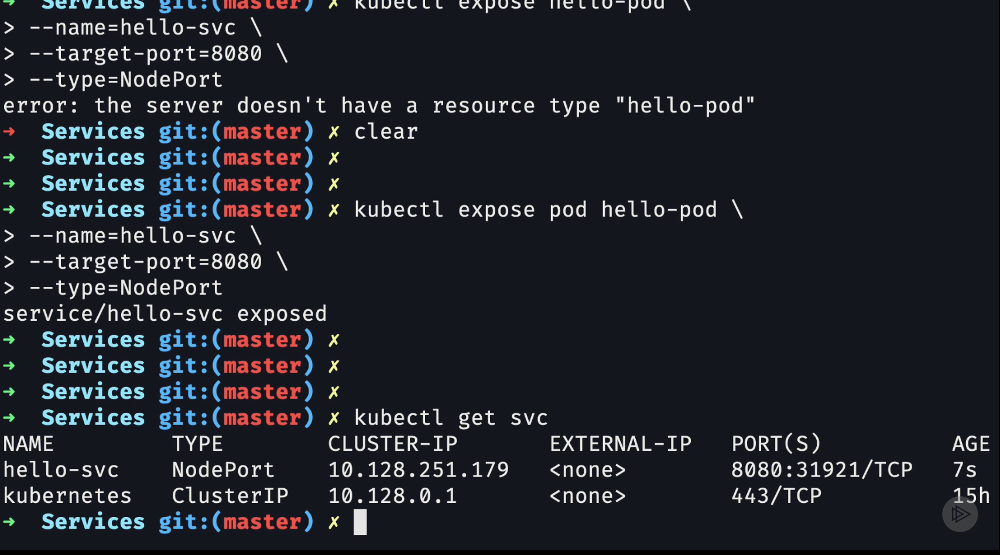 ➜  Services git:(master) ✗ kubectl expose hello-pod \
> --name=hello-svc \
> --target-port=8080 \
> --type=NodePort
error: the server doesn't have a resource type "hello-pod"
➜  Services git:(master) ✗ clear
➜  Services git:(master) ✗
➜  Services git:(master) ✗
➜  Services git:(master) ✗ kubectl expose pod hello-pod \
> --name=hello-svc \
> --target-port=8080 \
> --type=NodePort
service/hello-svc exposed
➜  Services git:(master) ✗
➜  Services git:(master) ✗
➜  Services git:(master) ✗
➜  Services git:(master) ✗ kubectl get svc
NAME         TYPE        CLUSTER-IP       EXTERNAL-IP   PORT(S)          AGE
hello-svc    NodePort    10.128.251.179   <none>        8080:31921/TCP   7s
kubernetes   ClusterIP   10.128.0.1       <none>        443/TCP          15h
➜  Services git:(master) ✗